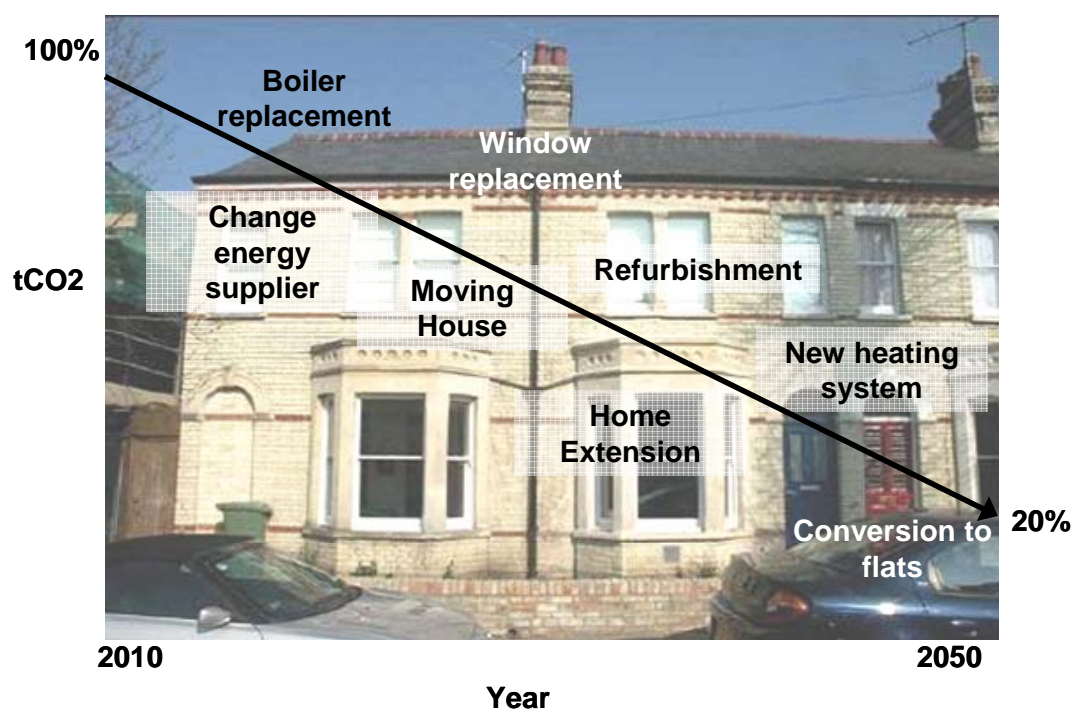 100%
Boiler
replacement
Window
replacement
Change
energy
supplier
tCO2
Refurbishment
Moving
House
New heating
system
Home
Extension
20%
Conversion to
flats
2010
2050
Year